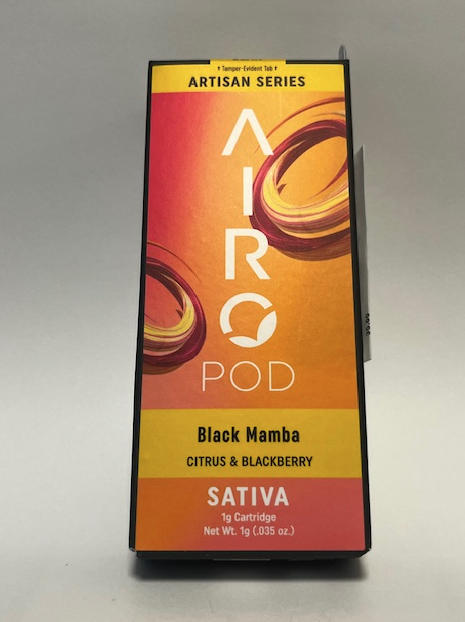 ↑ Tamper-Evident Tab ↑
ARTISAN SERIES
AIRO
POD
Black Mamba
CITRUS & BLACKBERRY
SATIVA
1g Cartridge
Net Wt. 1g (.035 oz.)